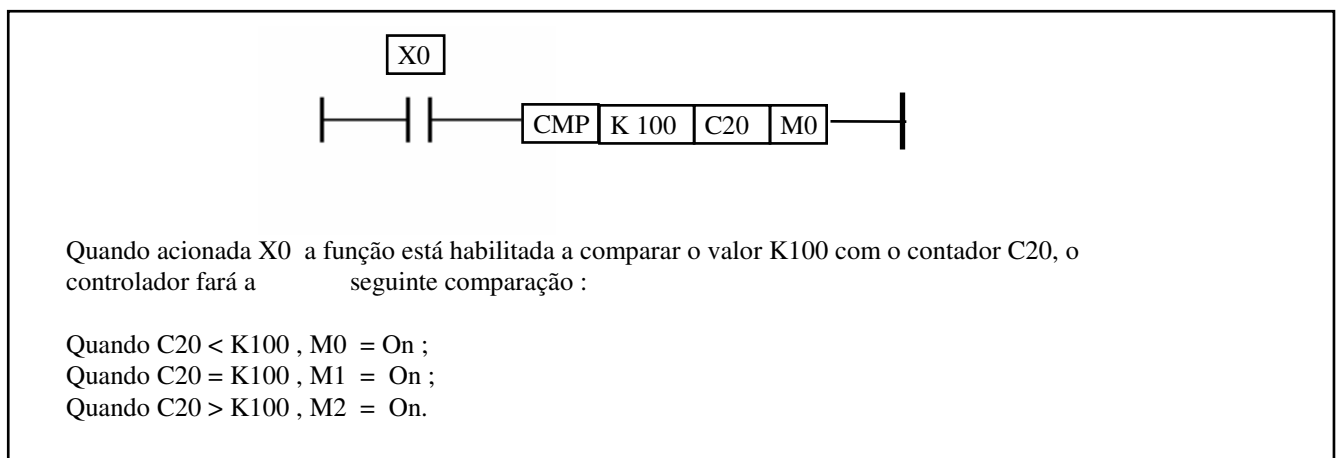 X0
CMP K 100 C20 M0
Quando acionada X0 a função está habilitada a comparar o valor K100 com o contador C20, o
controlador fará a seguinte comparação :
Quando C20 < K100 , M0 = On ;
Quando C20 = K100 , M1 = On ;
Quando C20 > K100 , M2 = On.